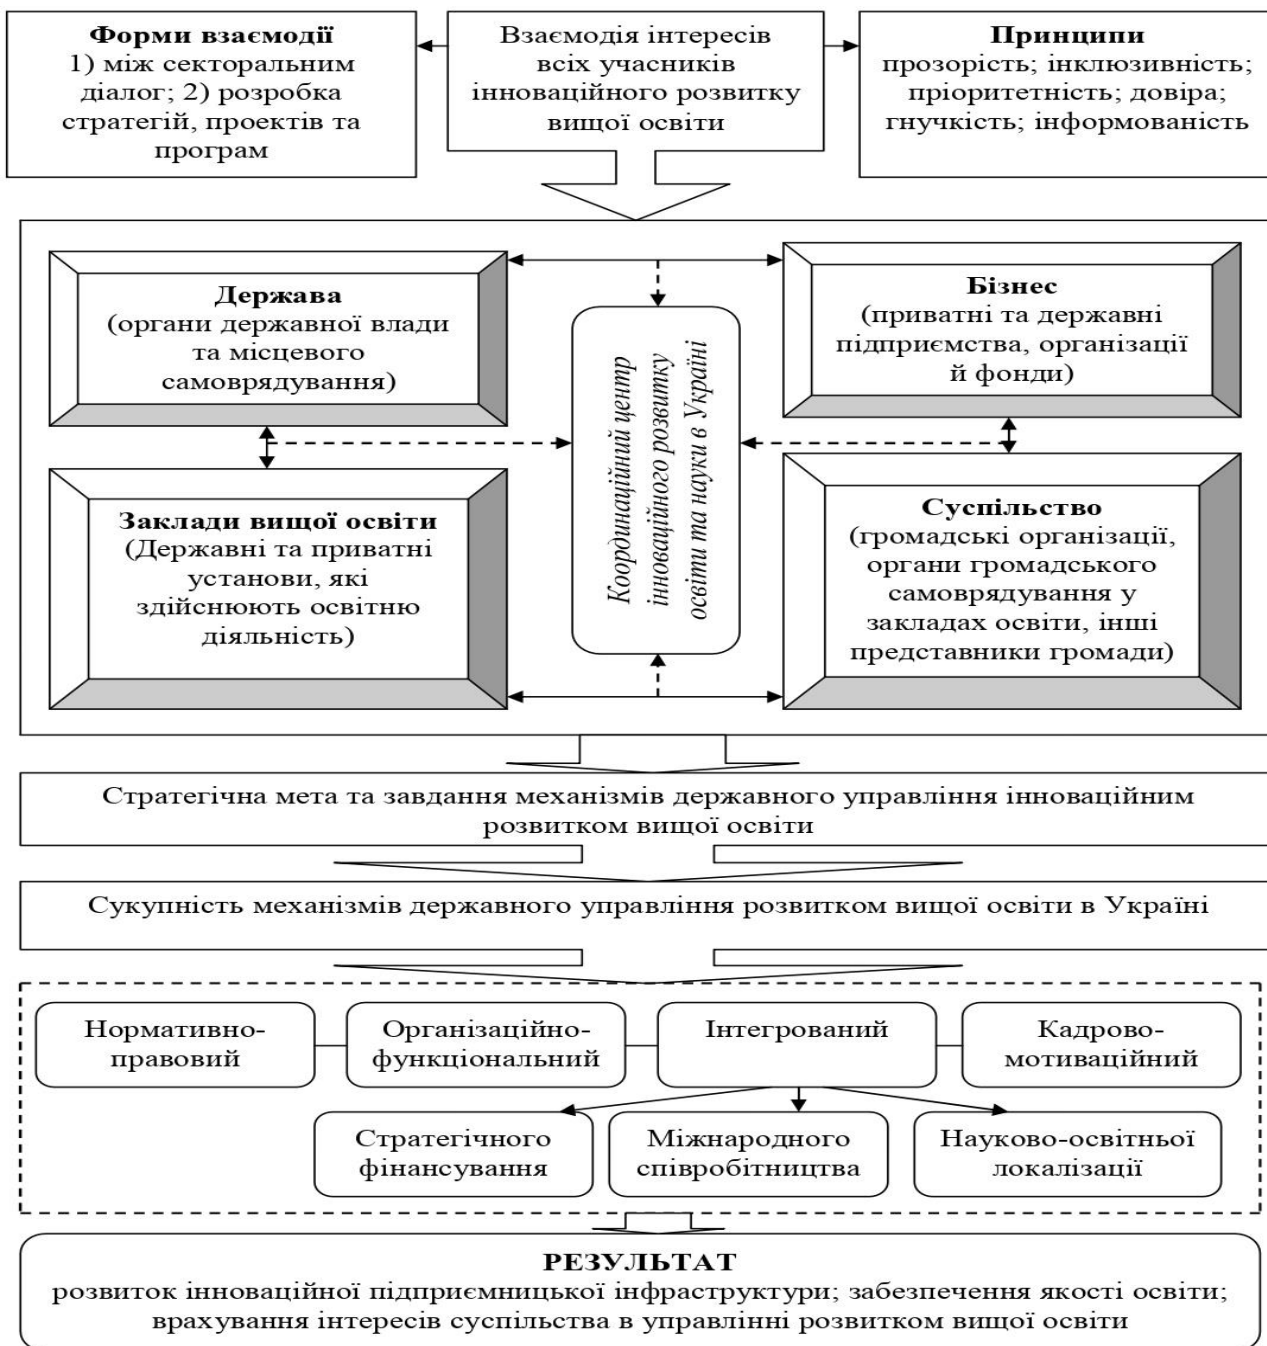 Форми взаємодії
1) між секторальним
діалог; 2) розробка
стратегій, проектів та
програм
Взаємодія інтересів
всіх учасників
інноваційного розвитку
вищої освіти
Принципи
прозорість; інклюзивність;
пріоритетність; довіра;
гнучкість; інформованість
Держава
(органи державної влади
та місцевого
самоврядування)
Бізнес
(приватні та державні
підприємства, організації
й фонди)
Координаційний центр
інноваційного розвитку
освіти та науки в Україні
Заклади вищої освіти
(Державні та приватні
установи, які
здійснюють освітню
діяльність)
Суспільство
(громадські організації,
органи громадського
самоврядування у
закладах освіти, інші
представники громади)
Стратегічна мета та завдання механізмів державного управління інноваційним
розвитком вищої освіти
Сукупність механізмів державного управління розвитком вищої освіти в Україні
Нормативно-
правовий
Організаційно-
функціональний
Інтегрований
Кадрово-
мотиваційний
Стратегічного
фінансування
Міжнародного
співробітництва
Науково-освітньої
локалізації
РЕЗУЛЬТАТ
розвиток інноваційної підприємницької інфраструктури; забезпечення якості освіти;
врахування інтересів суспільства в управлінні розвитком вищої освіти